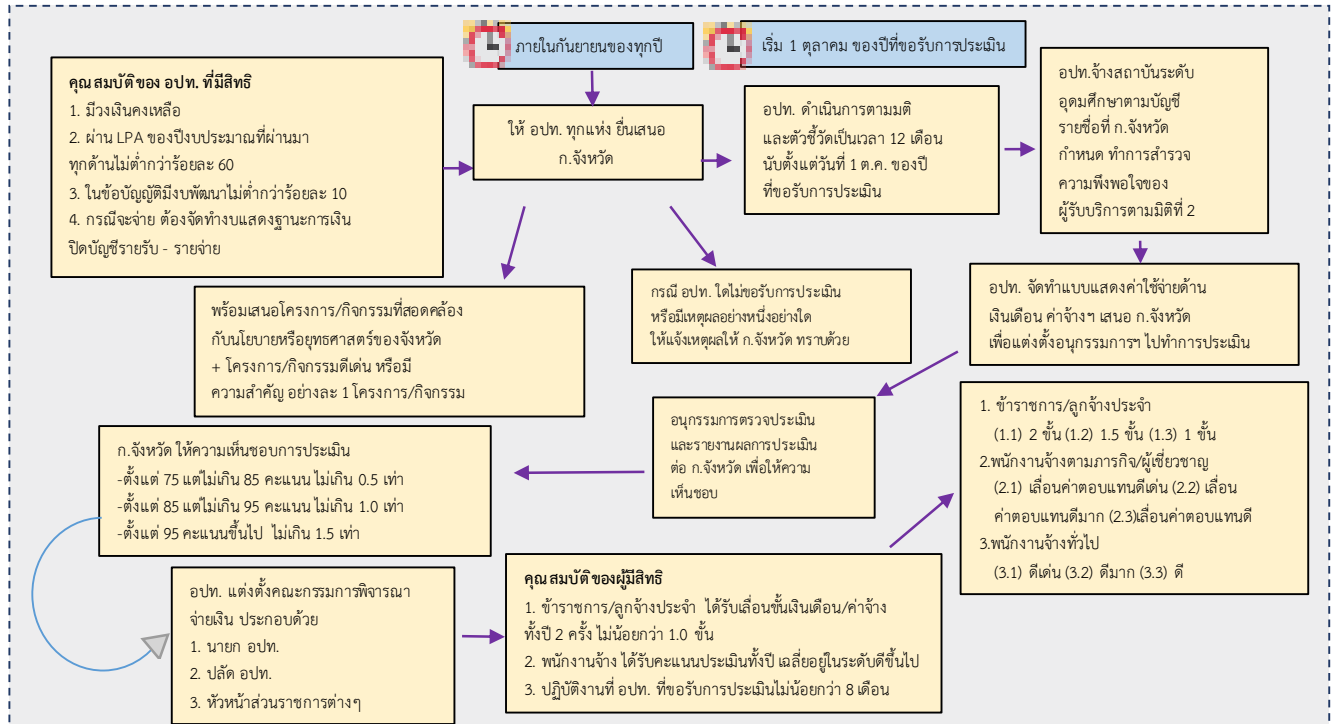 ภายในกันยายนของทุกปี
เริ่ม 1 ตุลาคม ของปีที่ขอรับการประเมิน
คุณสมบัติของ อปท. ที่มีสิทธิ
1. มีวงเงินคงเหลือ
2. ผ่าน LPA ของปีงบประมาณที่ผ่านมา
ทุกด้านไม่ต่ำกว่าร้อยละ 60
3. ในข้อบัญญัติมีงบพัฒนาไม่ต่ำกว่าร้อยละ 10
4. กรณีจะจ่าย ต้องจัดทำงบแสดงฐานะการเงิน
ปิดบัญชีรายรับ - รายจ่าย
ให้ อปท. ทุกแห่ง ยื่นเสนอ
ก.จังหวัด
อปท. ดำเนินการตามมติ
และตัวชี้วัดเป็นเวลา 12 เดือน
นับตั้งแต่วันที่ 1 ต.ค. ของปี
ที่ขอรับการประเมิน
อปท.จ้างสถาบันระดับ
อุดมศึกษาตามบัญชี
รายชื่อที่ ก.จังหวัด
กำหนด ทำการสำรวจ
ความพึงพอใจของ
ผู้รับบริการตามมิติที่ 2
พร้อมเสนอโครงการ/กิจกรรมที่สอดคล้อง
กับนโยบายหรือยุทธศาสตร์ของจังหวัด
+ โครงการ/กิจกรรมดีเด่น หรือมี
ความสำคัญ อย่างละ 1 โครงการ/กิจกรรม
กรณี อปท. ใดไม่ขอรับการประเมิน
หรือมีเหตุผลอย่างหนึ่งอย่างใด
ให้แจ้งเหตุผลให้ ก.จังหวัด ทราบด้วย
อปท. จัดทำแบบแสดงค่าใช้จ่ายด้าน
เงินเดือน ค่าจ้างฯ เสนอ ก.จังหวัด
เพื่อแต่งตั้งอนุกรรมการฯ ไปทำการประเมิน
อนุกรรมการตรวจประเมิน
และรายงานผลการประเมิน
ต่อ ก.จังหวัด เพื่อให้ความ
เห็นชอบ
ก.จังหวัด ให้ความเห็นชอบการประเมิน
-ตั้งแต่ 75 แต่ไม่เกิน 85 คะแนน ไม่เกิน 0.5 เท่า
-ตั้งแต่ 85 แต่ไม่เกิน 95 คะแนน ไม่เกิน 1.0 เท่า
-ตั้งแต่ 95 คะแนนขึ้นไป ไม่เกิน 1.5 เท่า
อปท. แต่งตั้งคณะกรรมการพิจารณา
จ่ายเงิน ประกอบด้วย
1. นายก อปท.
2. ปลัด อปท.
3. หัวหน้าส่วนราชการต่างๆ
คุณสมบัติของผู้มีสิทธิ
1. ข้าราชการ/ลูกจ้างประจำ ได้รับเลื่อนขั้นเงินเดือน/ค่าจ้าง
ทั้งปี 2 ครั้ง ไม่น้อยกว่า 1.0 ขั้น
2. พนักงานจ้าง ได้รับคะแนนประเมินทั้งปี เฉลี่ยอยู่ในระดับดีขึ้นไป
3. ปฏิบัติงานที่ อปท. ที่ขอรับการประเมินไม่น้อยกว่า 8 เดือน
1. ข้าราชการ/ลูกจ้างประจำ
(1.1) 2 ขั้น (1.2) 1.5 ขั้น (1.3) 1 ขั้น
2.พนักงานจ้างตามภารกิจ/ผู้เชี่ยวชาญ
(2.1) เลื่อนค่าตอบแทนดีเด่น (2.2) เลื่อน
ค่าตอบแทนดีมาก (2.3)เลื่อนค่าตอบแทนดี
3.พนักงานจ้างทั่วไป
(3.1) ดีเด่น (3.2) ดีมาก (3.3) ดี